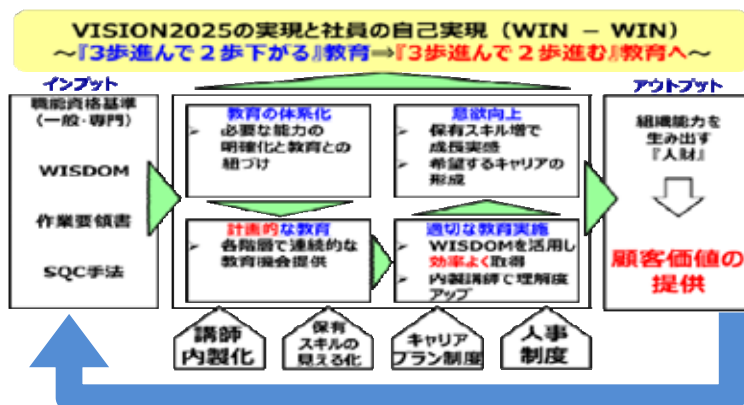 VISION2025の実現と社員の自己実現（WIN － WIN）
～『3歩進んで2歩下がる』教育⇒『3歩進んで2歩進む』教育へ～
インプット
職能資格基準
（一般・専門）
WISDOM
作業要領書
SQC手法
教育の体系化
➢ 必要な能力の
明確化と教育との
紐づけ
意欲向上
➢ 保有スキル増で
成長実感
➢ 希望するキャリアの
形成
計画的な教育
➢ 各階層で連続的な
教育機会提供
適切な教育実施
➢ WISDOMを活用し
効率よく取得
➢ 内製講師で理解度
アップ
講師
内製化
保有
スキルの
見える化
キャリア
プラン制度
人事
制度
アウトプット
組織能力を
生み出す
『人財』
顧客価値の
提供